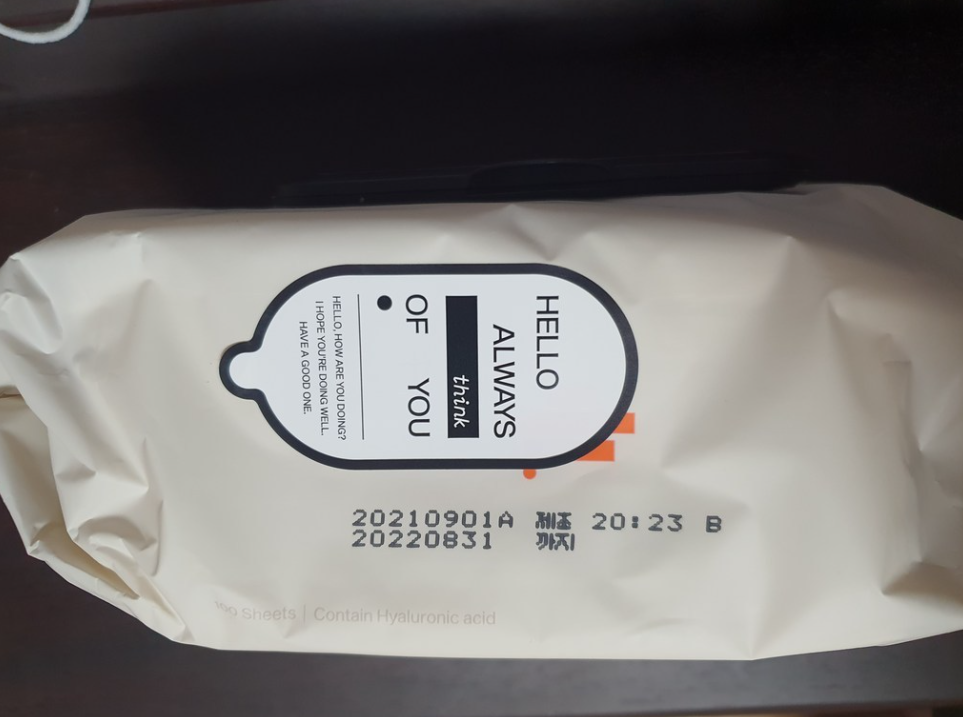 HELLO
ALWAYS
think
OF YOU
HELLO, HOW ARE YOU DOING?
I HOPE YOU'RE DOING WELL.
HAVE A GOOD ONE.
20210901A 제조 20:23 B
20220831 까지
100 Sheets | Contain Hyaluronic acid